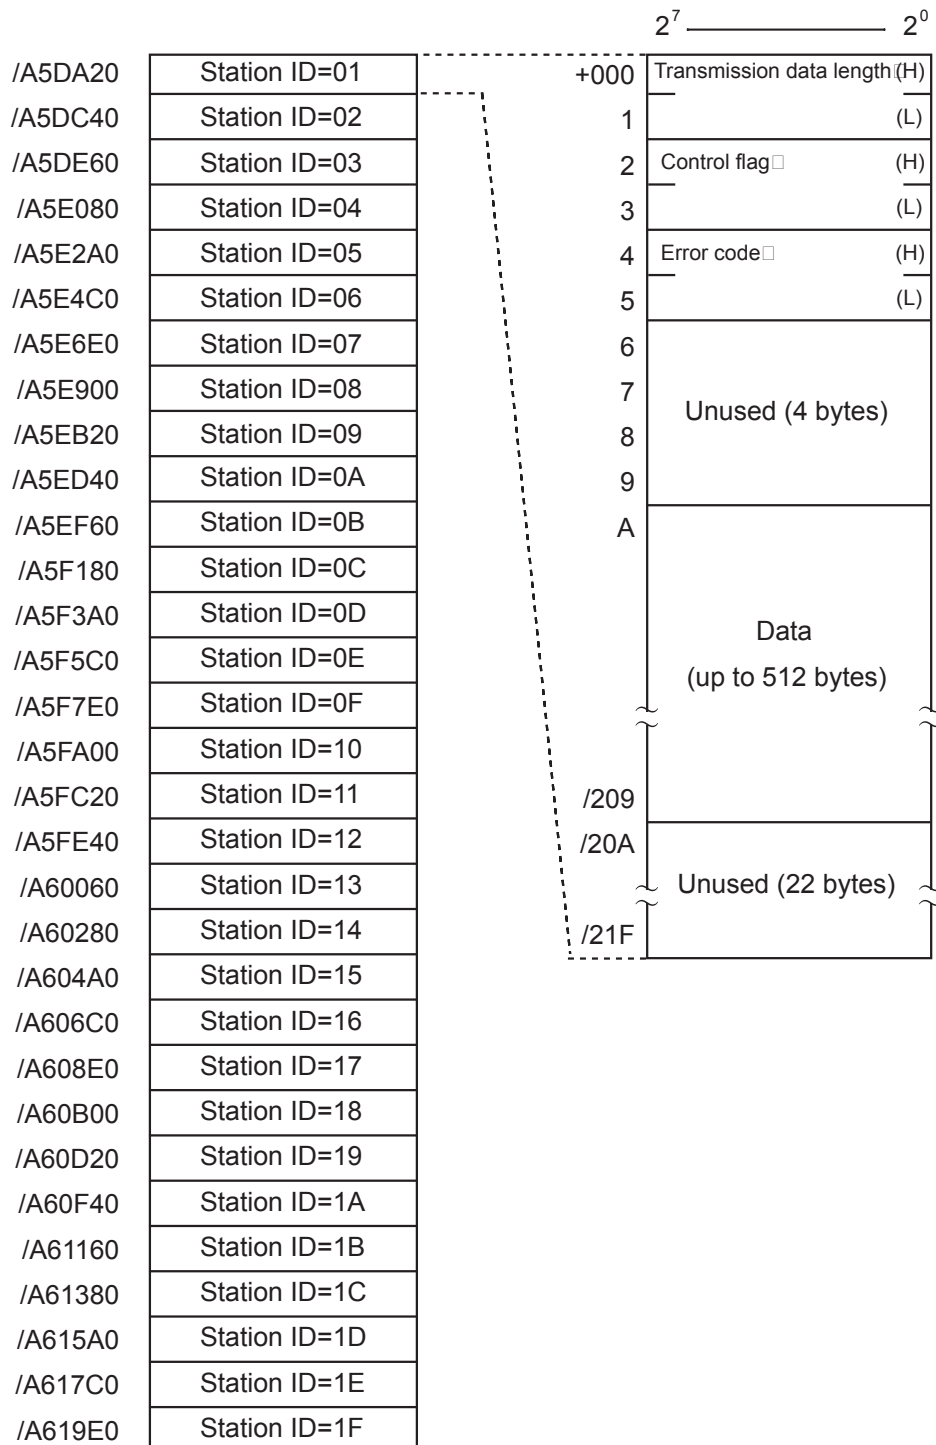 2⁷ 2⁰
/A5DA20 Station ID=01
/A5DC40 Station ID=02
/A5DE60 Station ID=03
/A5E080 Station ID=04
/A5E2A0 Station ID=05
/A5E4C0 Station ID=06
/A5E6E0 Station ID=07
/A5E900 Station ID=08
/A5EB20 Station ID=09
/A5ED40 Station ID=0A
/A5EF60 Station ID=0B
/A5F180 Station ID=0C
/A5F3A0 Station ID=0D
/A5F5C0 Station ID=0E
/A5F7E0 Station ID=0F
/A5FA00 Station ID=10
/A5FC20 Station ID=11
/A5FE40 Station ID=12
/A60060 Station ID=13
/A60280 Station ID=14
/A604A0 Station ID=15
/A606C0 Station ID=16
/A608E0 Station ID=17
/A60B00 Station ID=18
/A60D20 Station ID=19
/A60F40 Station ID=1A
/A61160 Station ID=1B
/A61380 Station ID=1C
/A615A0 Station ID=1D
/A617C0 Station ID=1E
/A619E0 Station ID=1F
+000 Transmission data length (H)
1 (L)
2 Control flag (H)
3 (L)
4 Error code (H)
5 (L)
6
7
Unused (4 bytes)
8
9
A
Data
(up to 512 bytes)
/209
/20A
Unused (22 bytes)
/21F